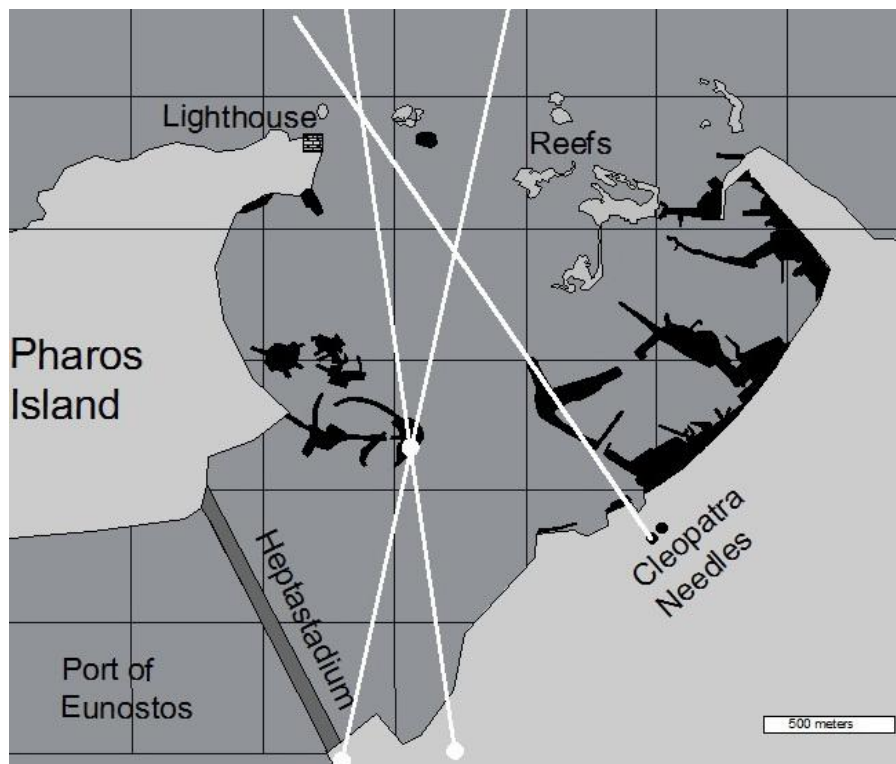 Lighthouse
Reefs
Pharos
Island
Heptastadium
Cleopatra
Needles
Port of
Eunostos
500 meters